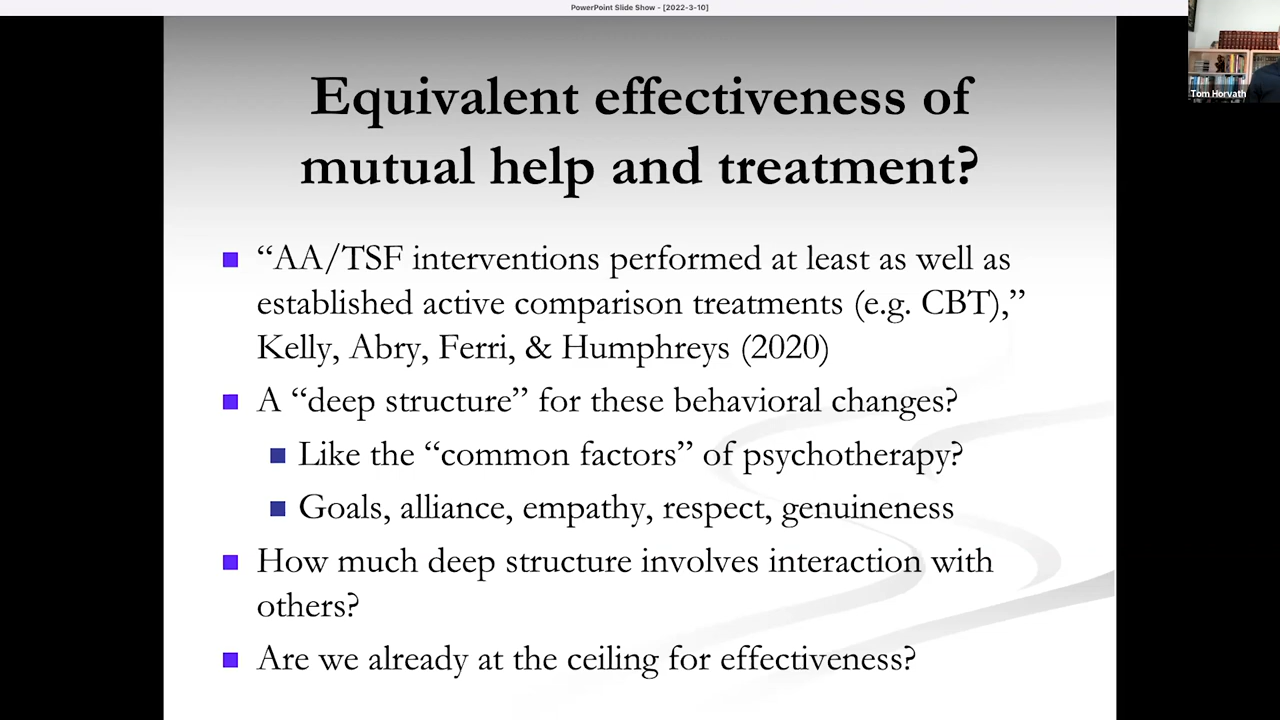 PowerPoint Slide Show - [2022-3-10]
Tom Horvath
Equivalent effectiveness of
mutual help and treatment?
“AA/TSF interventions performed at least as well as
established active comparison treatments (e.g. CBT),”
Kelly, Abry, Ferri, & Humphreys (2020)
A “deep structure” for these behavioral changes?
Like the “common factors” of psychotherapy?
Goals, alliance, empathy, respect, genuineness
How much deep structure involves interaction with
others?
Are we already at the ceiling for effectiveness?